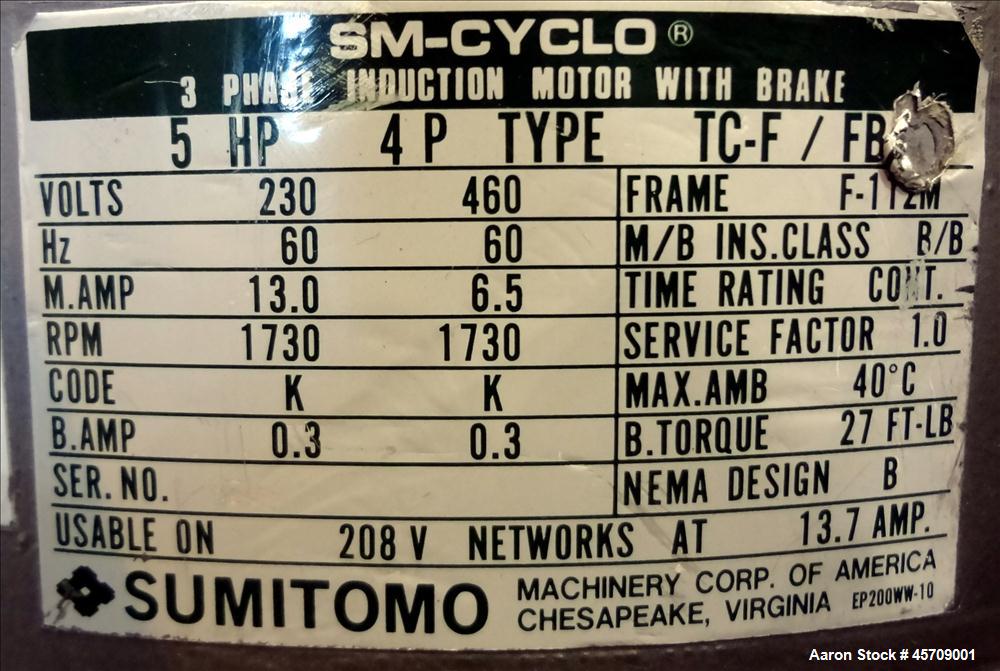 SM-CYCLO®
3 PHASE INDUCTION MOTOR WITH BRAKE
5 HP 4 P TYPE TC-F / FB
VOLTS 230 460 FRAME F-112M
Hz 60 60 M/B INS.CLASS B/B
M.AMP 13.0 6.5 TIME RATING CONT.
RPM 1730 1730 SERVICE FACTOR 1.0
CODE K K MAX.AMB 40°C
B.AMP 0.3 0.3 B.TORQUE 27 FT-LB
SER. NO. NEMA DESIGN B
USABLE ON 208 V NETWORKS AT 13.7 AMP.
SUMITOMO MACHINERY CORP. OF AMERICA
CHESAPEAKE, VIRGINIA EP200WW-10
Aaron Stock # 45709001